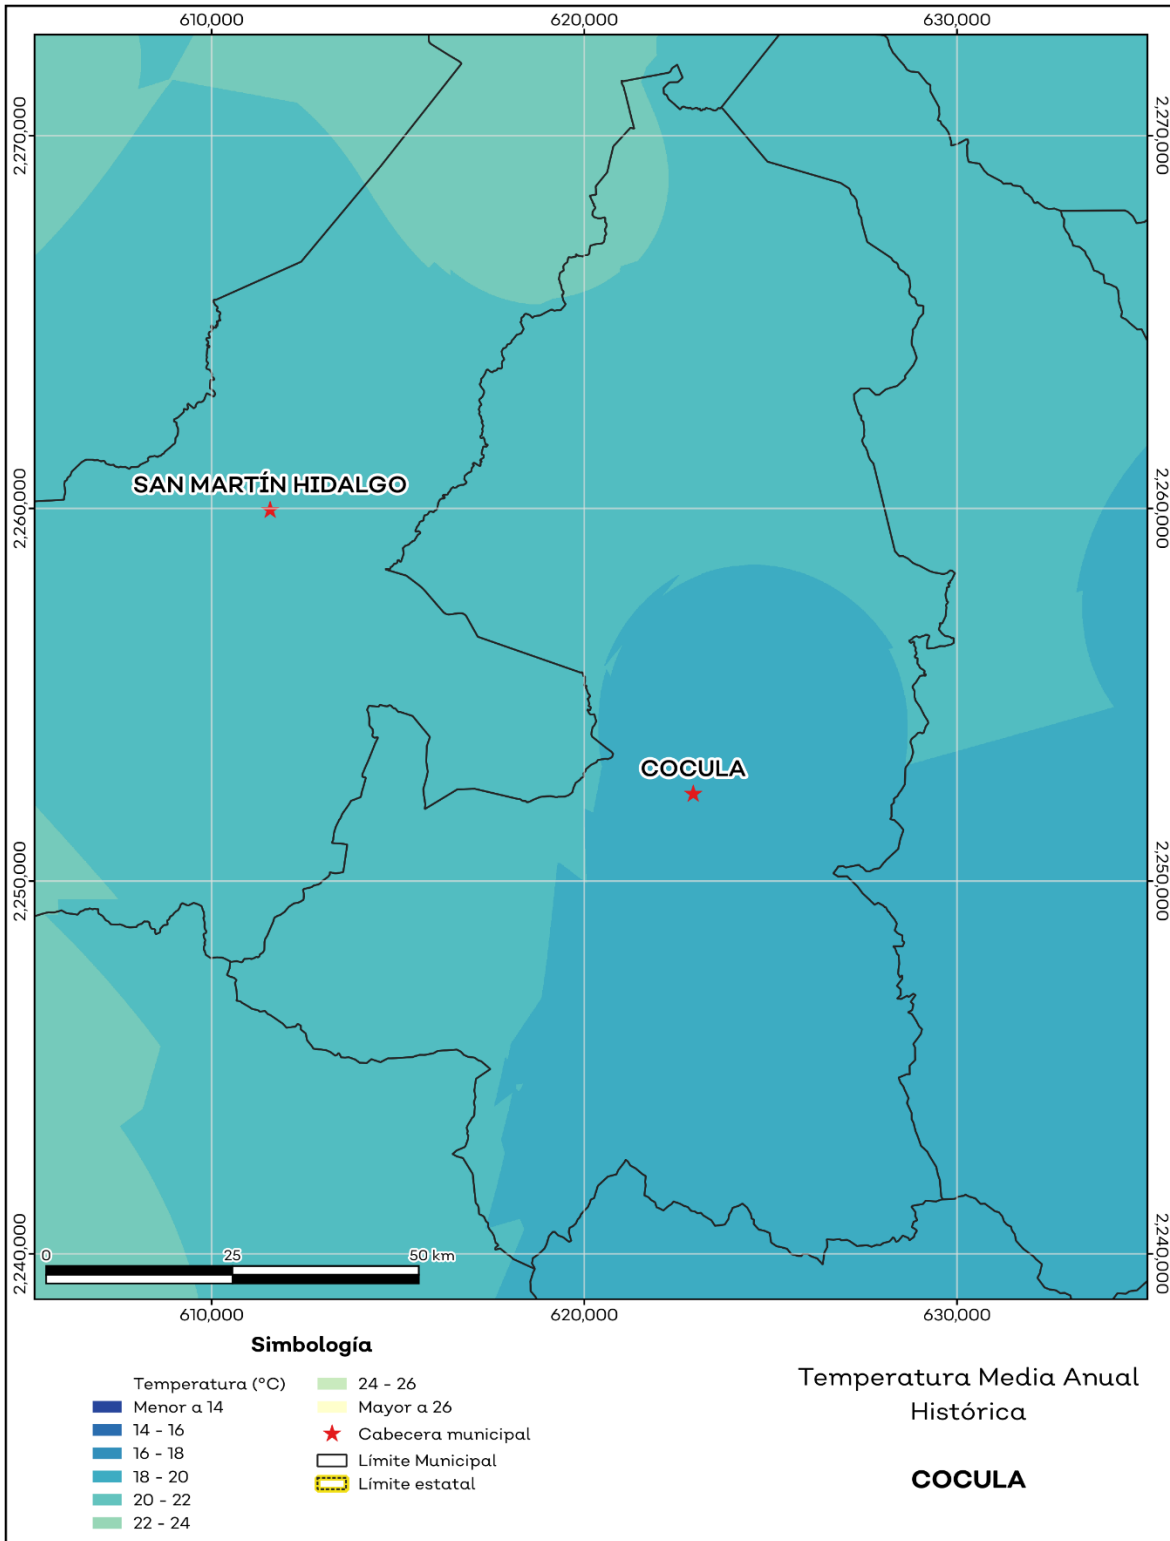 610,000
620,000
630,000
2,270,000
2,270,000
SAN MARTÍN HIDALGO
2,260,000
2,260,000
COCULA
2,250,000
2,250,000
2,240,000
2,240,000
0
25
50 km
610,000
620,000
630,000
Simbología
Temperatura (°C)
Menor a 14
14 - 16
16 - 18
18 - 20
20 - 22
22 - 24
24 - 26
Mayor a 26
Cabecera municipal
Límite Municipal
Límite estatal
Temperatura Media Anual
Histórica
COCULA